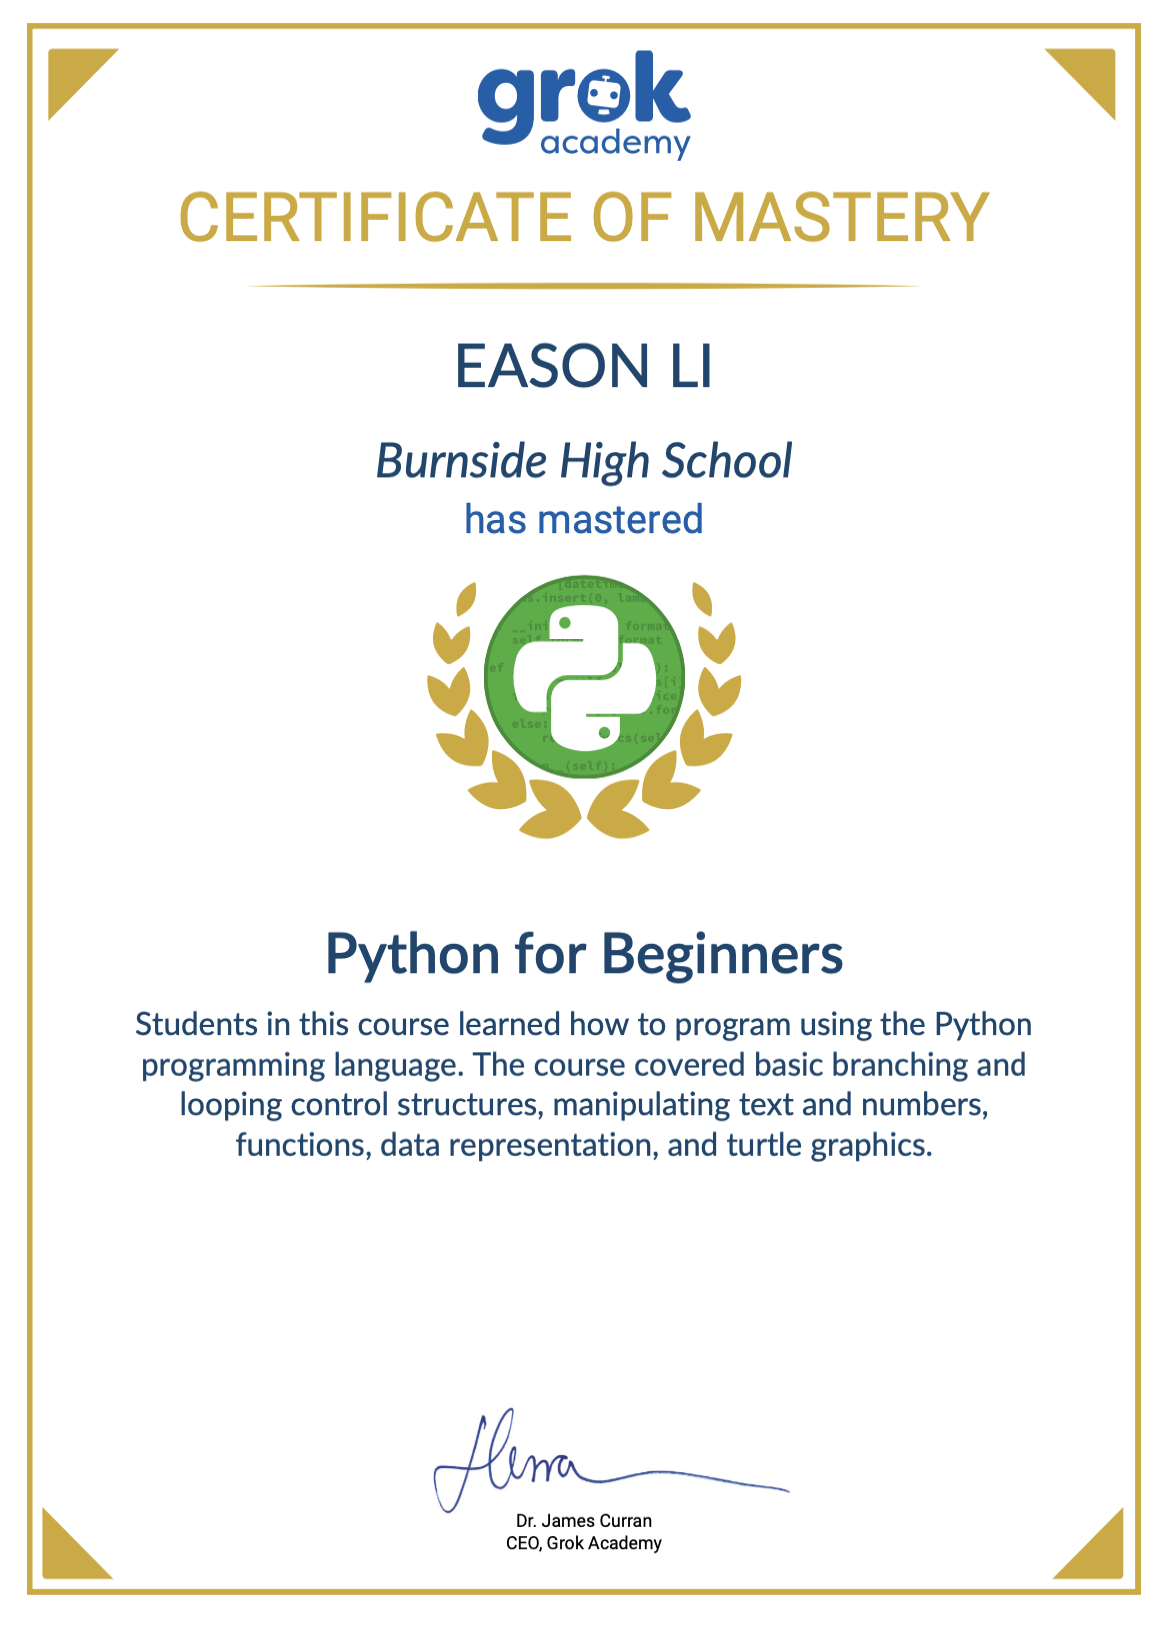 grok
academy
CERTIFICATE OF MASTERY
EASON LI
Burnside High School
has mastered
Python for Beginners
Students in this course learned how to program using the Python
programming language. The course covered basic branching and
looping control structures, manipulating text and numbers,
functions, data representation, and turtle graphics.
Dr. James Curran
CEO, Grok Academy